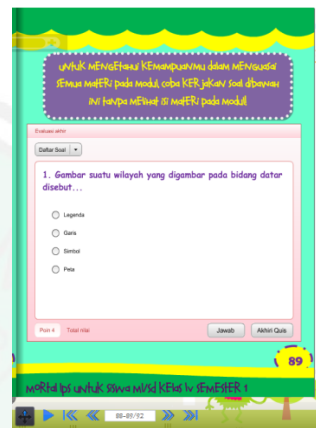 untuk MENGETAHUI KEMAMPUANMU dalam MENGUASAI
SEMUA MATERI pada Modul, coba KERJAKAN Soal dibawah
ini tanpa MElihat isi MATERI pada Modul!
Evaluasi akhir
Daftar Soal
1. Gambar suatu wilayah yang digambar pada bidang datar
disebut...
Legenda
Garis
Simbol
Peta
Poin 4 Total nilai Jawab Akhiri Quis
89
MORTAl Ips untuk SISWA MI/Sd KElas Iv SEMESTER 1
88-89/92